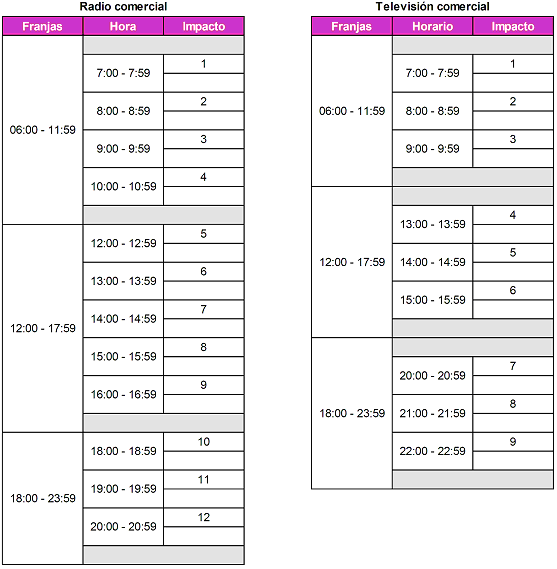 Radio comercial
Franjas Hora Impacto
06:00 - 11:59
7:00 - 7:59 1
8:00 - 8:59 2
9:00 - 9:59 3
10:00 - 10:59 4
12:00 - 17:59
12:00 - 12:59 5
13:00 - 13:59 6
14:00 - 14:59 7
15:00 - 15:59 8
16:00 - 16:59 9
18:00 - 23:59
18:00 - 18:59 10
19:00 - 19:59 11
20:00 - 20:59 12
Televisión comercial
Franjas Horario Impacto
06:00 - 11:59
7:00 - 7:59 1
8:00 - 8:59 2
9:00 - 9:59 3
12:00 - 17:59
13:00 - 13:59 4
14:00 - 14:59 5
15:00 - 15:59 6
18:00 - 23:59
20:00 - 20:59 7
21:00 - 21:59 8
22:00 - 22:59 9